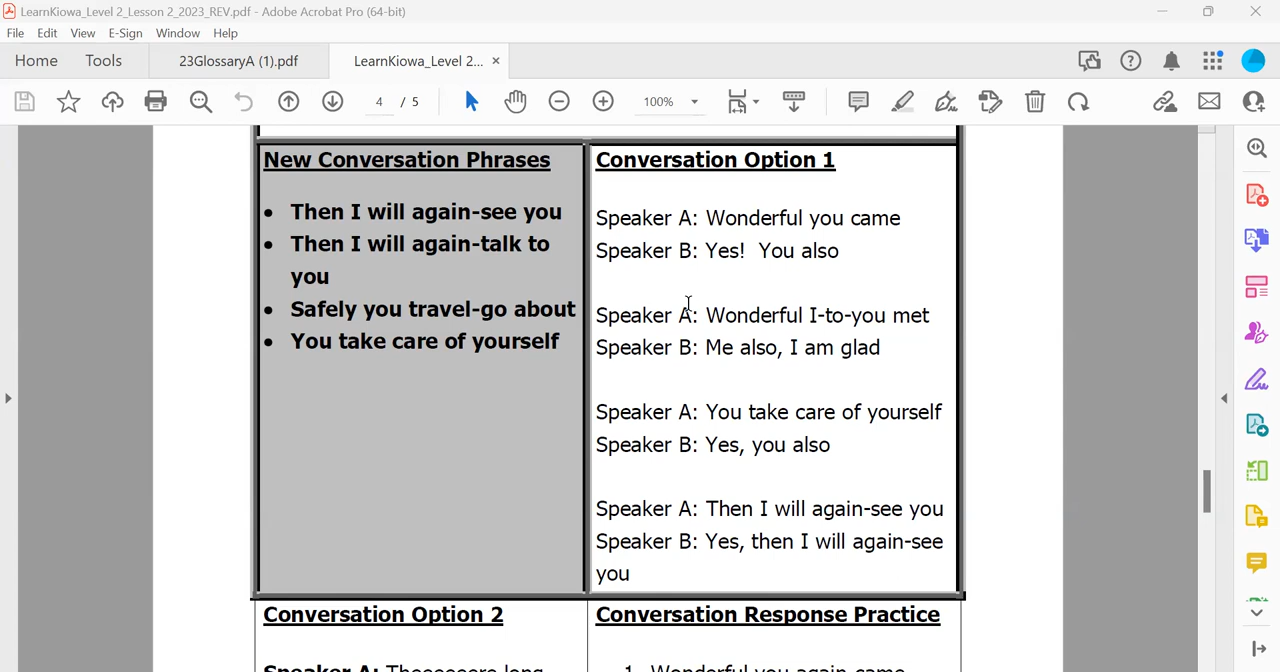 LearnKiowa_Level 2_Lesson 2_2023_REV.pdf - Adobe Acrobat Pro (64-bit)
File Edit View E-Sign Window Help
Home Tools 23GlossaryA (1).pdf LearnKiowa_Level 2... ×
4 / 5 100%
New Conversation Phrases
• Then I will again-see you
• Then I will again-talk to
you
• Safely you travel-go about
• You take care of yourself
Conversation Option 1
Speaker A: Wonderful you came
Speaker B: Yes! You also
Speaker A: Wonderful I-to-you met
Speaker B: Me also, I am glad
Speaker A: You take care of yourself
Speaker B: Yes, you also
Speaker A: Then I will again-see you
Speaker B: Yes, then I will again-see
you
Conversation Option 2
Conversation Response Practice